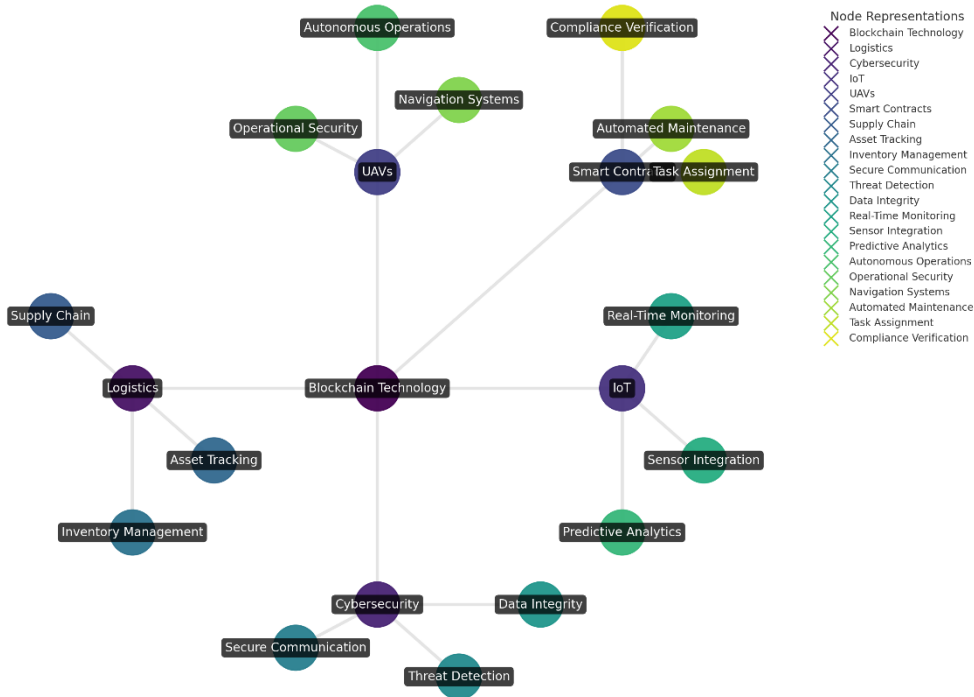 Autonomous Operations
Compliance Verification
Navigation Systems
Operational Security
Automated Maintenance
UAVs
Smart Contra
Task Assignment
Supply Chain
Real-Time Monitoring
Logistics
Blockchain Technology
IoT
Asset Tracking
Sensor Integration
Inventory Management
Predictive Analytics
Cybersecurity
Data Integrity
Secure Communication
Threat Detection
Node Representations
Blockchain Technology
Logistics
Cybersecurity
IoT
UAVs
Smart Contracts
Supply Chain
Asset Tracking
Inventory Management
Secure Communication
Threat Detection
Data Integrity
Real-Time Monitoring
Sensor Integration
Predictive Analytics
Autonomous Operations
Operational Security
Navigation Systems
Automated Maintenance
Task Assignment
Compliance Verification